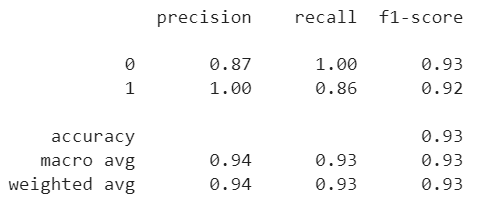 precision recall f1-score
0 0.87 1.00 0.93
1 1.00 0.86 0.92
accuracy 0.93
macro avg 0.94 0.93 0.93
weighted avg 0.94 0.93 0.93